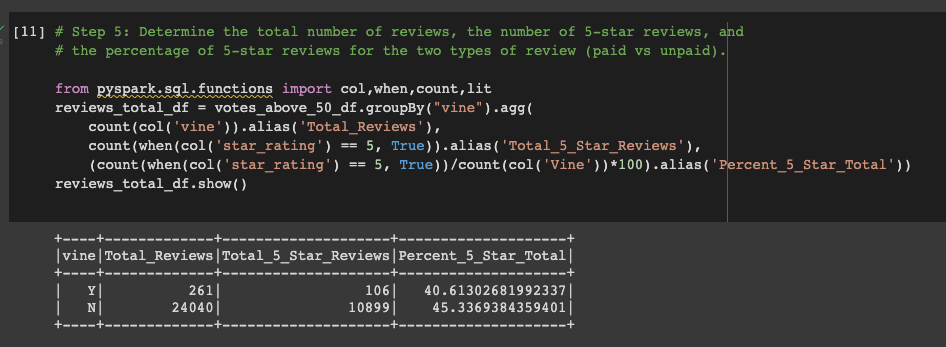 [11] # Step 5: Determine the total number of reviews, the number of 5-star reviews, and
# the percentage of 5-star reviews for the two types of review (paid vs unpaid).
from pyspark.sql.functions import col,when,count,lit
reviews_total_df = votes_above_50_df.groupBy("vine").agg(
count(col('vine')).alias('Total_Reviews'),
count(when(col('star_rating') == 5, True)).alias('Total_5_Star_Reviews'),
(count(when(col('star_rating') == 5, True))/count(col('Vine'))*100).alias('Percent_5_Star_Total'))
reviews_total_df.show()
+----+-------------+--------------------+--------------------+
|vine|Total_Reviews|Total_5_Star_Reviews|Percent_5_Star_Total|
+----+-------------+--------------------+--------------------+
|   Y|          261|                 106|   40.61302681992337|
|   N|        24040|               10899|    45.3369384359401|
+----+-------------+--------------------+--------------------+